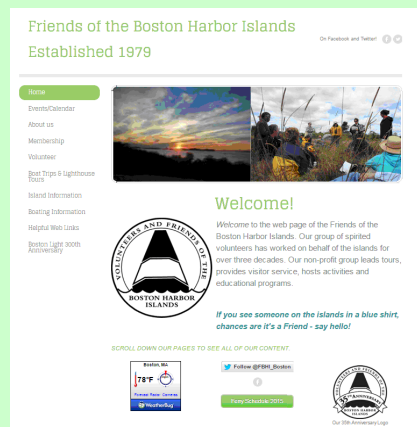 Friends of the Boston Harbor Islands
Established 1979
On Facebook and Twitter!
Home
Events/Calendar
About us
Membership
Volunteer
Boat Trips & Lighthouse
Tours
Island Information
Boating Information
Helpful Web Links
Boston Light 300th
Anniversary
Welcome!
VOLUNTEERS AND FRIENDS OF THE
BOSTON HARBOR
ISLANDS
Welcome to the web page of the Friends of the
Boston Harbor Islands. Our group of spirited
volunteers has worked on behalf of the islands for
over three decades. Our non-profit group leads tours,
provides visitor service, hosts activities and
educational programs.
If you see someone on the islands in a blue shirt,
chances are it's a Friend - say hello!
SCROLL DOWN OUR PAGES TO SEE ALL OF OUR CONTENT.
Boston, MA
78°F
WeatherBug
Follow @FBHI_Boston
Ferry Schedule 2015
BOSTON HARBOR
ISLANDS
Our 35th Anniversary Logo